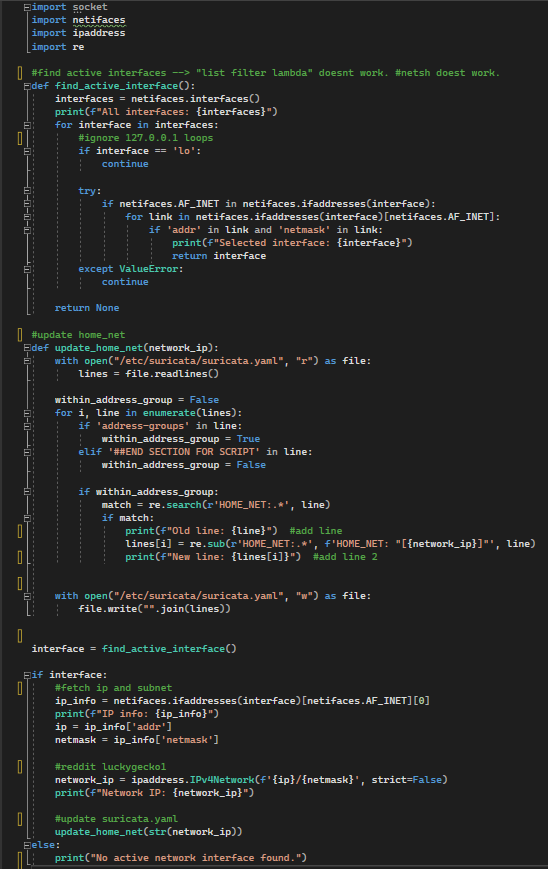 import socket
import netifaces
import ipaddress
import re
#find active interfaces --> "list filter lambda" doesnt work. #netsh doest work.
def find_active_interface():
    interfaces = netifaces.interfaces()
    print(f"All interfaces: {interfaces}")
    for interface in interfaces:
        #ignore 127.0.0.1 loops
        if interface == 'lo':
            continue
        try:
            if netifaces.AF_INET in netifaces.ifaddresses(interface):
                for link in netifaces.ifaddresses(interface)[netifaces.AF_INET]:
                    if 'addr' in link and 'netmask' in link:
                        print(f"Selected interface: {interface}")
                        return interface
        except ValueError:
            continue
    return None
#update home_net
def update_home_net(network_ip):
    with open("/etc/suricata/suricata.yaml", "r") as file:
        lines = file.readlines()
    within_address_group = False
    for i, line in enumerate(lines):
        if 'address-groups' in line:
            within_address_group = True
        elif '##END SECTION FOR SCRIPT' in line:
            within_address_group = False
        if within_address_group:
            match = re.search(r'HOME_NET:.*', line)
            if match:
                print(f"Old line: {line}")  #add line
                lines[i] = re.sub(r'HOME_NET:.*', f'HOME_NET: "[{network_ip}]"', line)
                print(f"New line: {lines[i]}")  #add line 2
    with open("/etc/suricata/suricata.yaml", "w") as file:
        file.write("".join(lines))
interface = find_active_interface()
if interface:
    #fetch ip and subnet
    ip_info = netifaces.ifaddresses(interface)[netifaces.AF_INET][0]
    print(f"IP info: {ip_info}")
    ip = ip_info['addr']
    netmask = ip_info['netmask']
    #reddit luckygecko1
    network_ip = ipaddress.IPv4Network(f'{ip}/{netmask}', strict=False)
    print(f"Network IP: {network_ip}")
    #update suricata.yaml
    update_home_net(str(network_ip))
else:
    print("No active network interface found.")